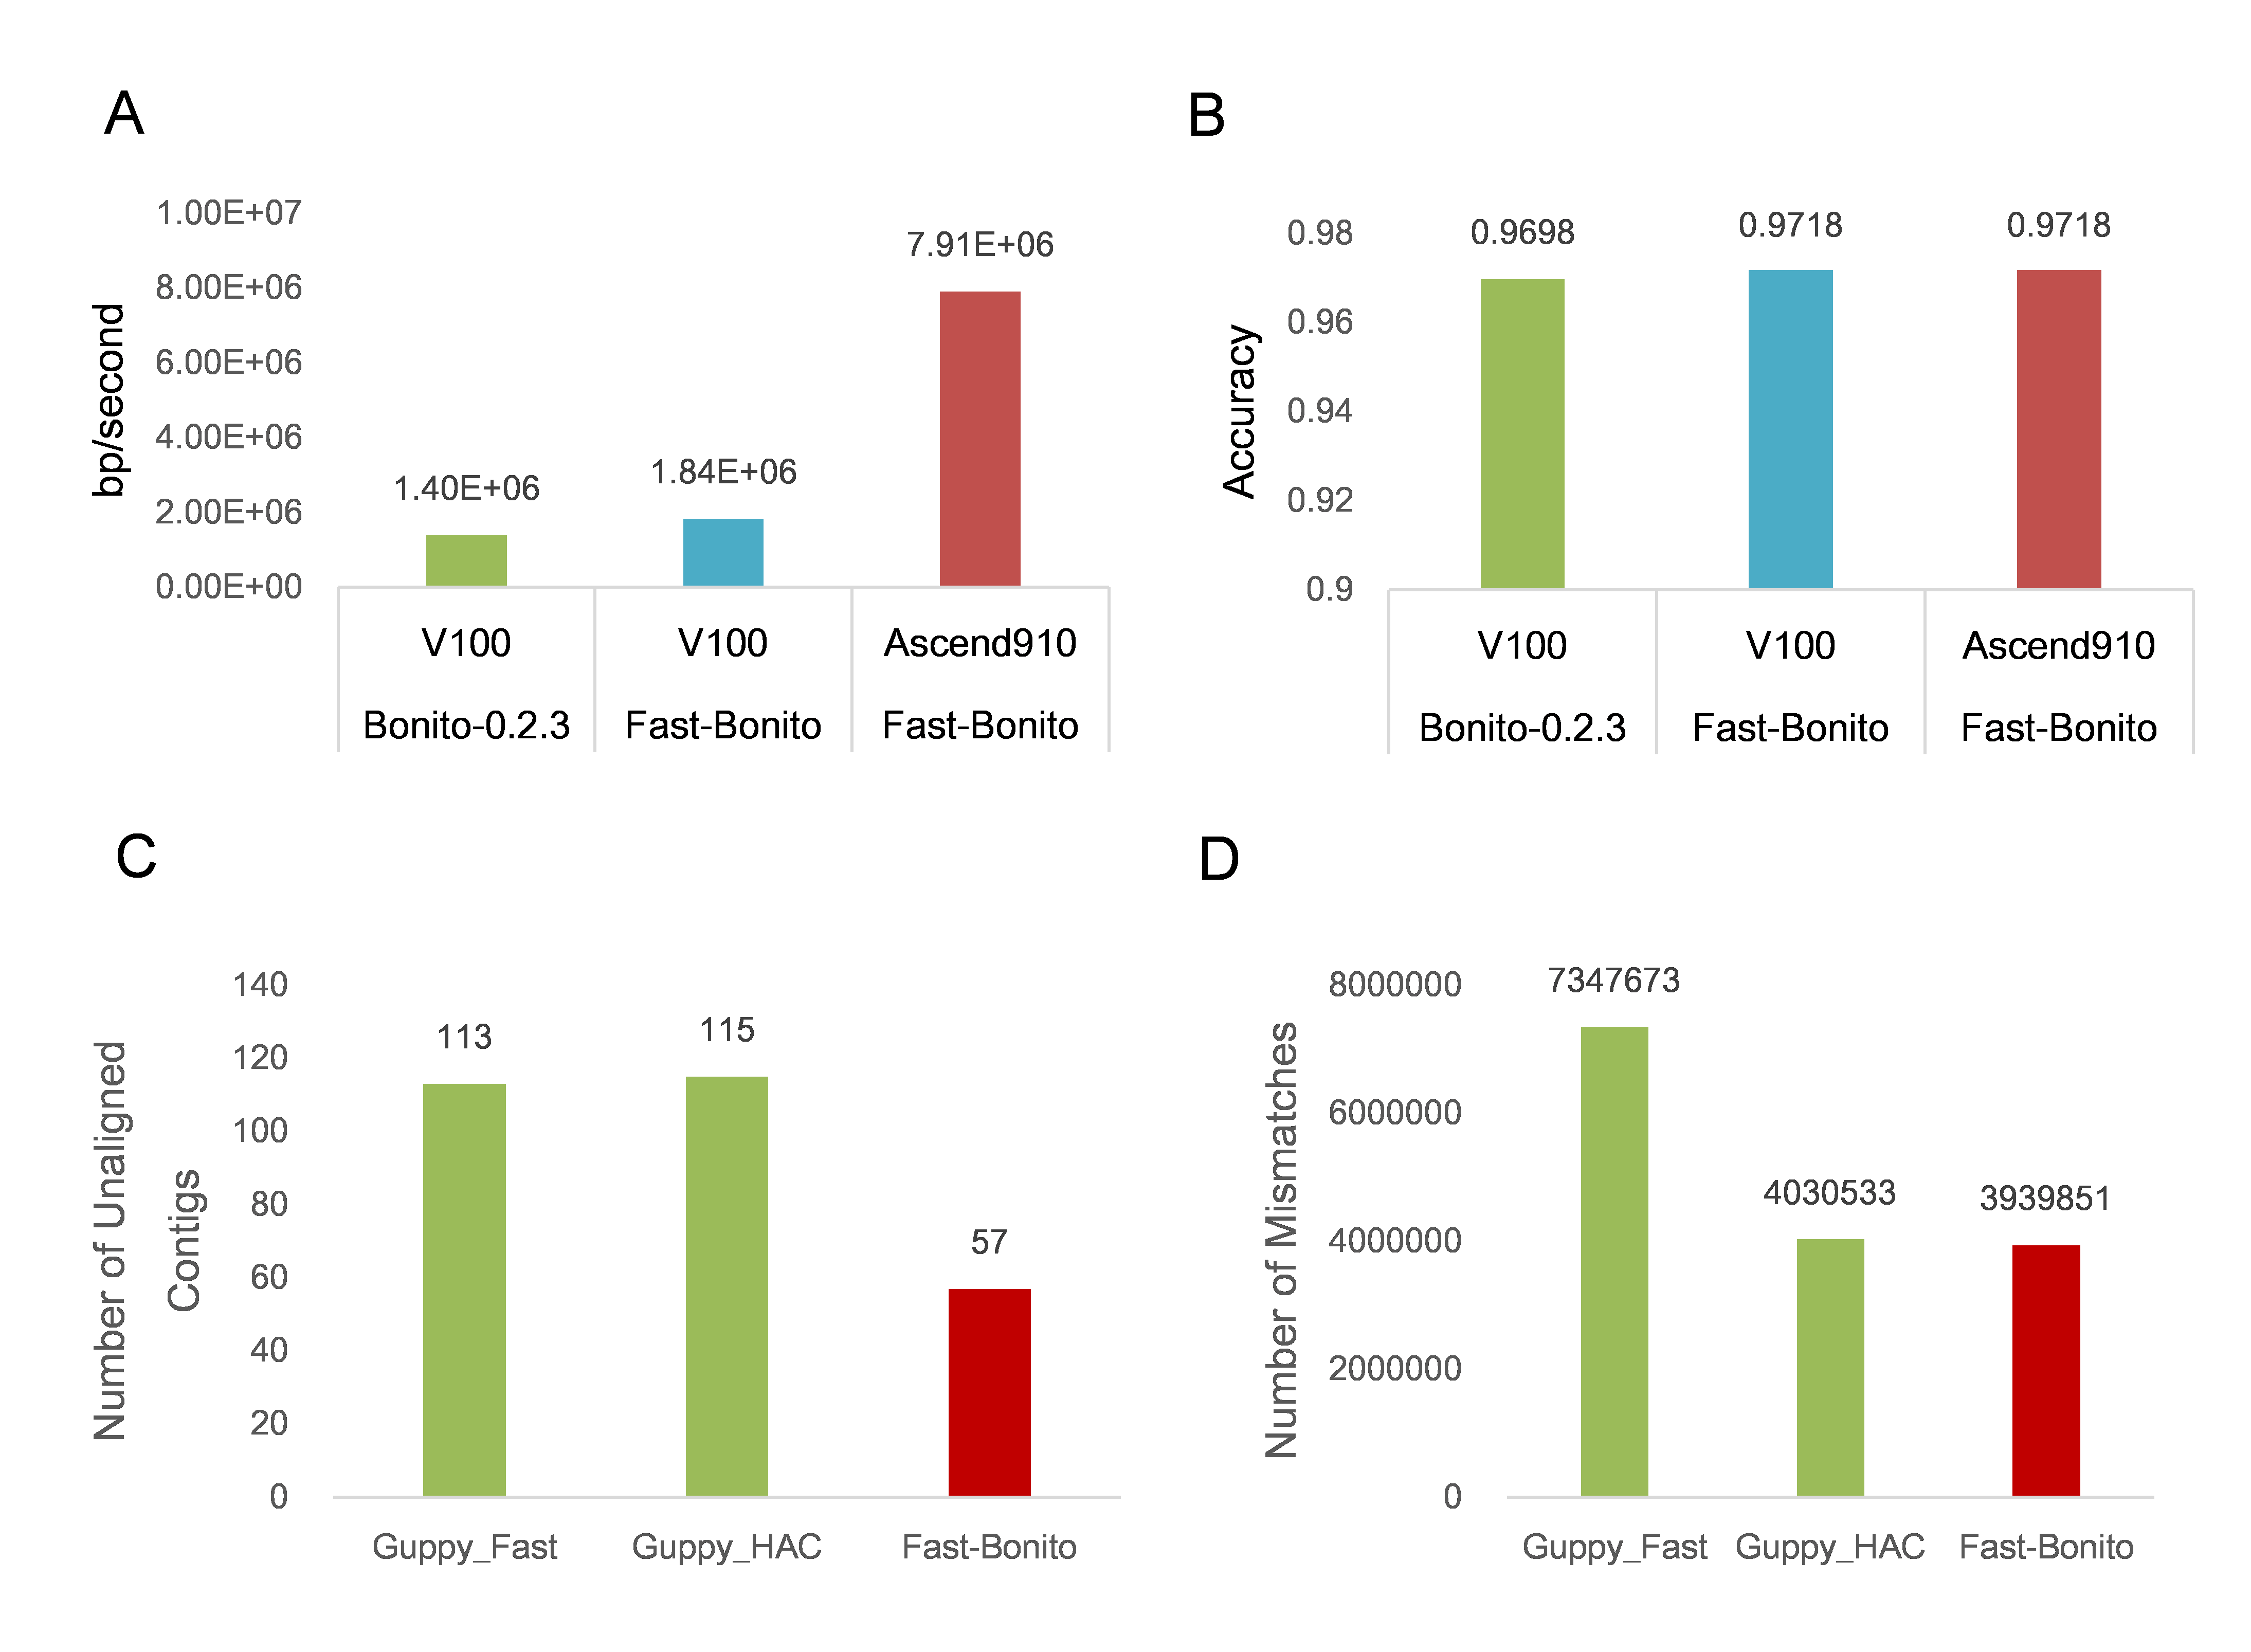 A
bp/second
1.00E+07
8.00E+06
6.00E+06
4.00E+06
2.00E+06
0.00E+00
1.40E+06
1.84E+06
7.91E+06
V100 V100 Ascend910
Bonito-0.2.3 Fast-Bonito Fast-Bonito
B
Accuracy
0.98
0.96
0.94
0.92
0.9
0.9698
0.9718
0.9718
V100 V100 Ascend910
Bonito-0.2.3 Fast-Bonito Fast-Bonito
C
Number of Unaligned
Contigs
140
120
100
80
60
40
20
0
113
115
57
Guppy_Fast Guppy_HAC Fast-Bonito
D
Number of Mismatches
8000000
6000000
4000000
2000000
0
7347673
4030533
3939851
Guppy_Fast Guppy_HAC Fast-Bonito